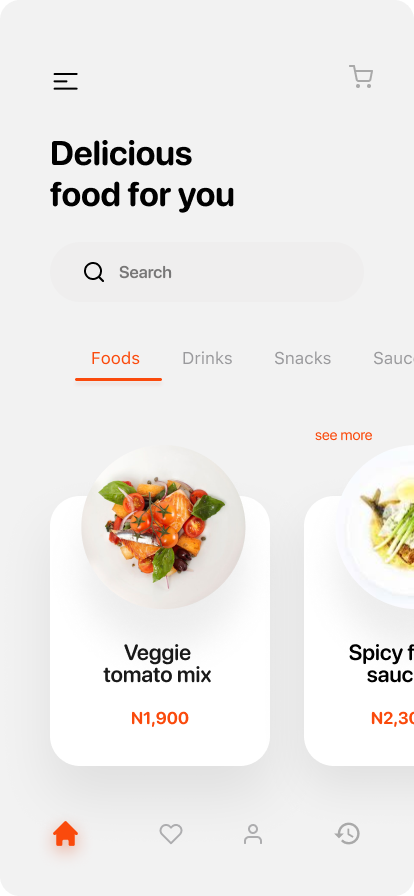 Delicious
food for you
Search
Foods Drinks Snacks Sauc
see more
Veggie
tomato mix
Spicy f
sauc
N1,900
N2,30